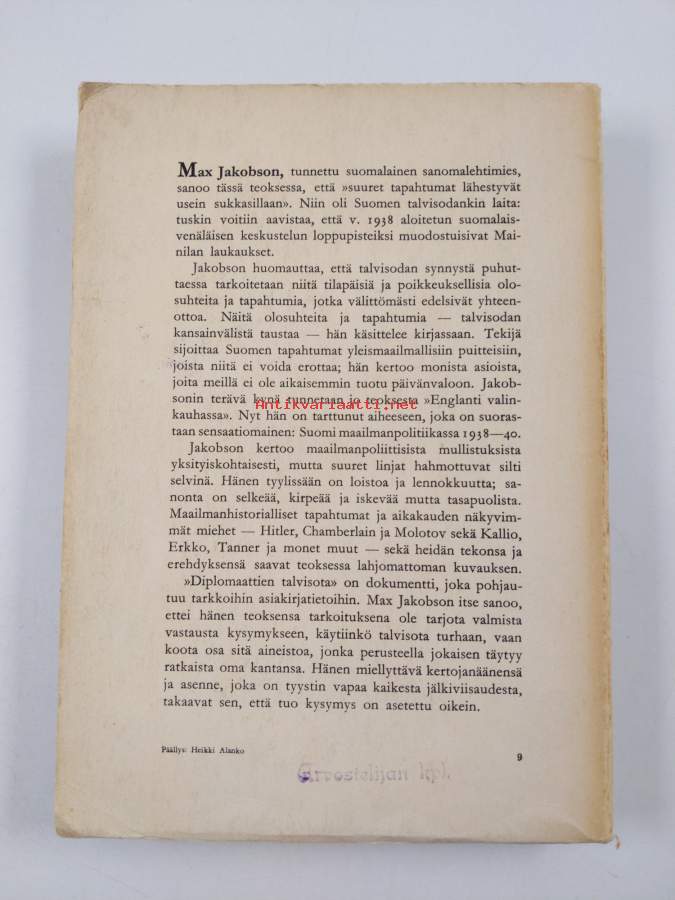 Max Jakobson, tunnettu suomalainen sanomalehtimies,
sanoo tässä teoksessa, että »suuret tapahtumat lähestyvät
usein sukkasillaan». Niin oli Suomen talvisodankin laita:
tuskin voitiin aavistaa, että v. 1938 aloitetun suomalais-
venäläisen keskustelun loppupisteiksi muodostuisivat Mai-
nilan laukaukset.
Jakobson huomauttaa, että talvisodan synnystä puhut-
taessa tarkoitetaan niitä tilapäisiä ja poikkeuksellisia olo-
suhteita ja tapahtumia, jotka välittömästi edelsivät yhteen-
ottoa. Näitä olosuhteita ja tapahtumia — talvisodan
kansainvälistä taustaa — hän käsittelee kirjassaan. Tekijä
sijoittaa Suomen tapahtumat yleismaailmallisiin puitteisiin,
joista niitä ei voida erottaa; hän kertoo monista asioista,
joita meillä ei ole aikaisemmin tuotu päivänvaloon. Jakob-
sonin terävä kynä tunnetaan jo teoksesta »Englanti valin-
kauhassa». Nyt hän on tarttunut aiheeseen, joka on suoras-
taan sensaatiomainen: Suomi maailmanpolitiikassa 1938—40.
Antikvariaatti.net
Jakobson kertoo maailmanpoliittisista mullistuksista
yksityiskohtaisesti, mutta suuret linjat hahmottuvat silti
selvinä. Hänen tyylissään on loistoa ja lennokkuutta; sa-
nonta on selkeää, kirpeää ja iskevää mutta tasapuolista.
Maailmanhistorialliset tapahtumat ja aikakauden näkyvim-
mät miehet — Hitler, Chamberlain ja Molotov sekä Kallio,
Erkko, Tanner ja monet muut — sekä heidän tekonsa ja
erehdyksensä saavat teoksessa lahjomattoman kuvauksen.
»Diplomaattien talvisota» on dokumentti, joka pohjau-
tuu tarkkoihin asiakirjatietoihin. Max Jakobson itse sanoo,
ettei hänen teoksensa tarkoituksena ole tarjota valmista
vastausta kysymykseen, käytiinkö talvisota turhaan, vaan
koota osa sitä aineistoa, jonka perusteella jokaisen täytyy
ratkaista oma kantansa. Hänen miellyttävä kertojanäänensä
ja asenne, joka on tyystin vapaa kaikesta jälkiviisaudesta,
takaavat sen, että tuo kysymys on asetettu oikein.
Päällys: Heikki Alanko
9
Arvostelijan kpl.